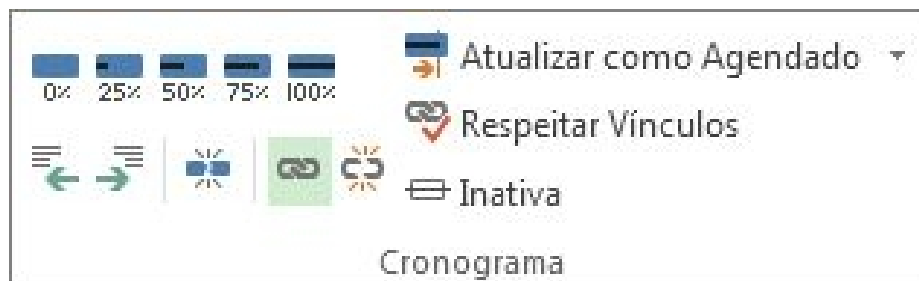 0% 25% 50% 75% 100%
Atualizar como Agendado
Respeitar Vínculos
Inativa
Cronograma